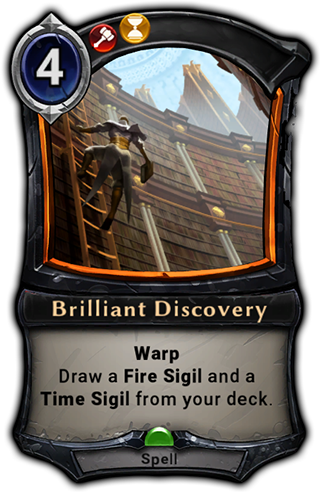 4
Brilliant Discovery
Warp
Draw a Fire Sigil and a
Time Sigil from your deck.
Spell